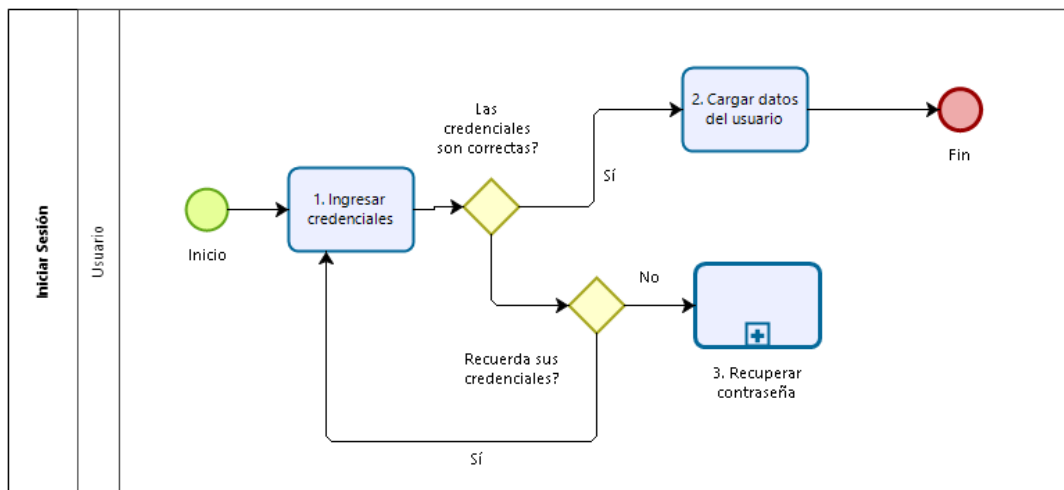 Iniciar Sesión
Usuario
Inicio
1. Ingresar
credenciales
Las
credenciales
son correctas?
Sí
2. Cargar datos
del usuario
Fin
Recuerda sus
credenciales?
No
3. Recuperar
contraseña
Sí